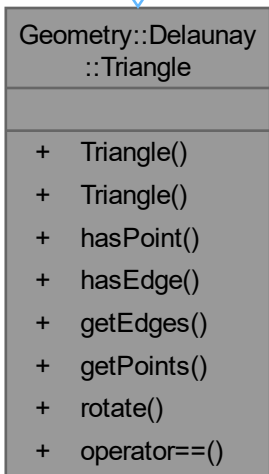 Geometry::Delaunay
::Triangle
+ Triangle()
+ Triangle()
+ hasPoint()
+ hasEdge()
+ getEdges()
+ getPoints()
+ rotate()
+ operator==()